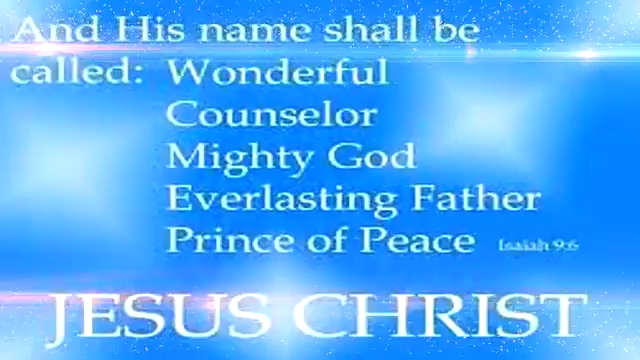 And His name shall be
called: Wonderful
Counselor
Mighty God
Everlasting Father
Prince of Peace Isaiah 9:6
JESUS CHRIST